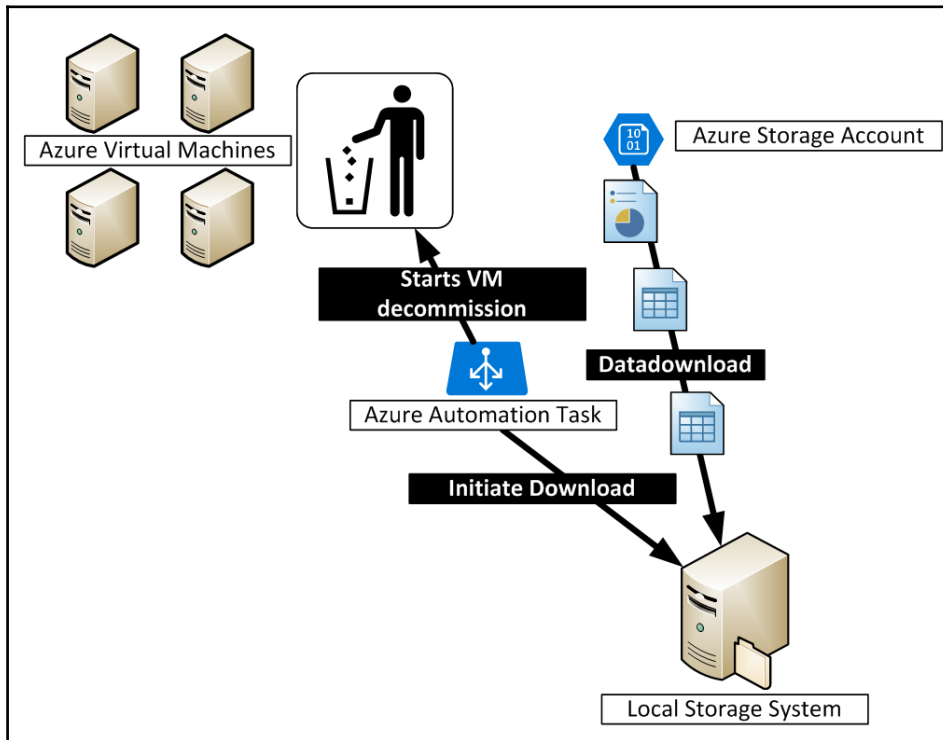 Azure Virtual Machines
10
01
Azure Storage Account
Starts VM
decommission
Datadownload
Azure Automation Task
Initiate Download
Local Storage System